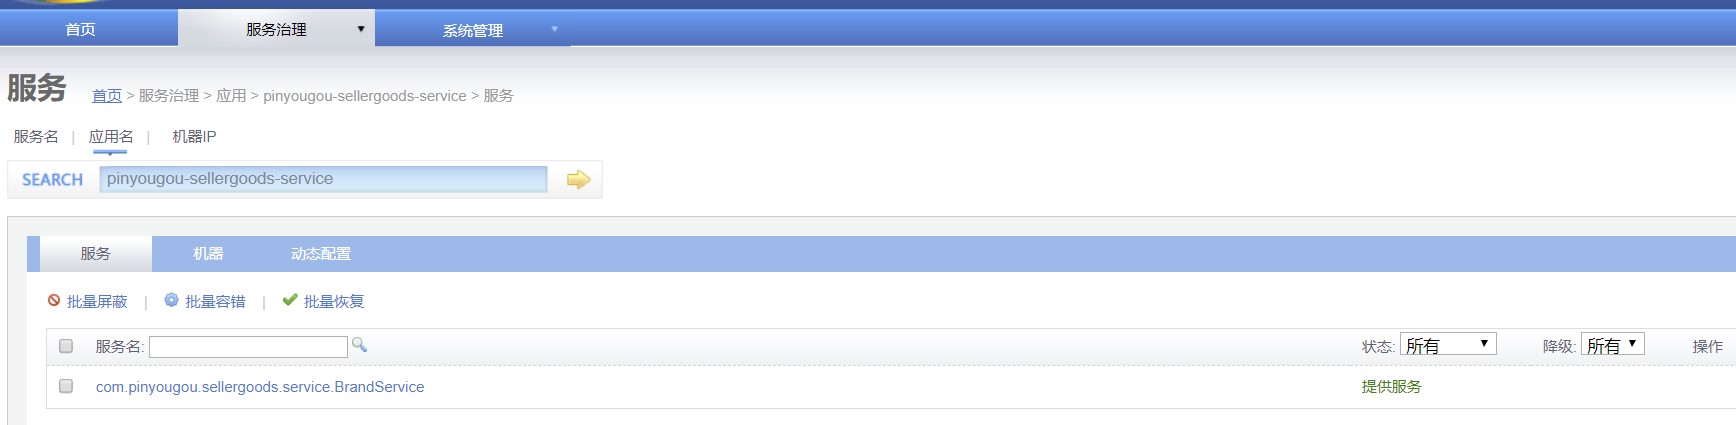 首页 服务治理 系统管理
服务 首页 > 服务治理 > 应用 > pinyougou-sellergoods-service > 服务
服务名 | 应用名 | 机器IP
SEARCH pinyougou-sellergoods-service
服务 机器 动态配置
批量屏蔽 | 批量容错 | 批量恢复
服务名: 状态: 所有 降级: 所有 操作
com.pinyougou.sellergoods.service.BrandService 提供服务